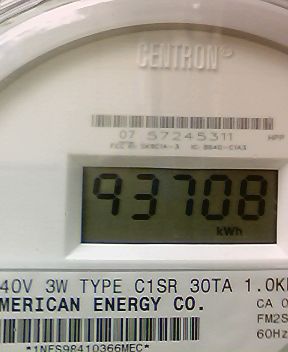 CENTRON®
07 57245311 HPP
93708
kWh
40V 3W TYPE C1SR 30TA 1.0K
MERICAN ENERGY CO.
CA 0
FM2S
60Hz
*1NFS98410366MEC*